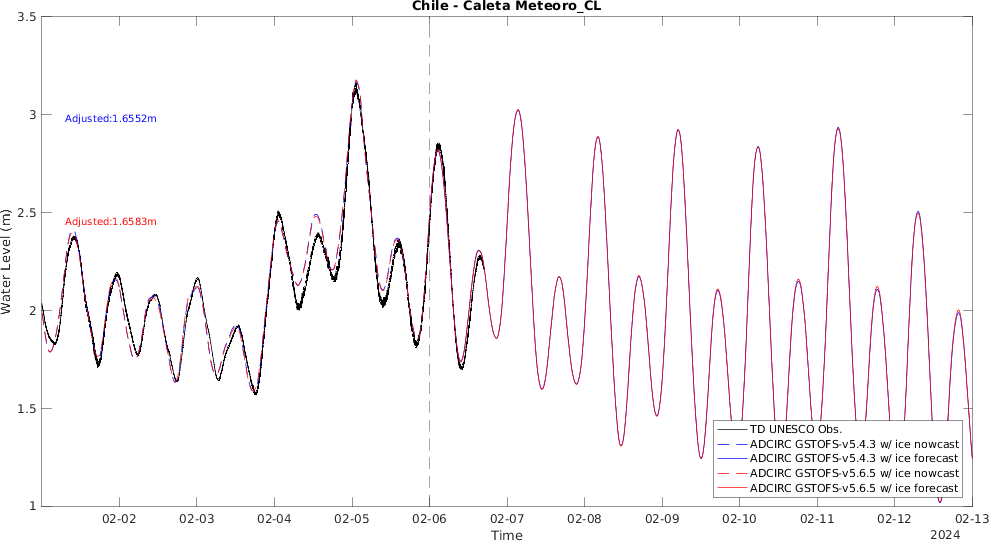 Chile - Caleta Meteoro_CL
3.5
3
2.5
2
1.5
1
Water Level (m)
Adjusted:1.6552m
Adjusted:1.6583m
TD UNESCO Obs.
ADCIRC GSTOFS-v5.4.3 w/ ice nowcast
ADCIRC GSTOFS-v5.4.3 w/ ice forecast
ADCIRC GSTOFS-v5.6.5 w/ ice nowcast
ADCIRC GSTOFS-v5.6.5 w/ ice forecast
02-02 02-03 02-04 02-05 02-06 02-07 02-08 02-09 02-10 02-11 02-12 02-13
Time
2024